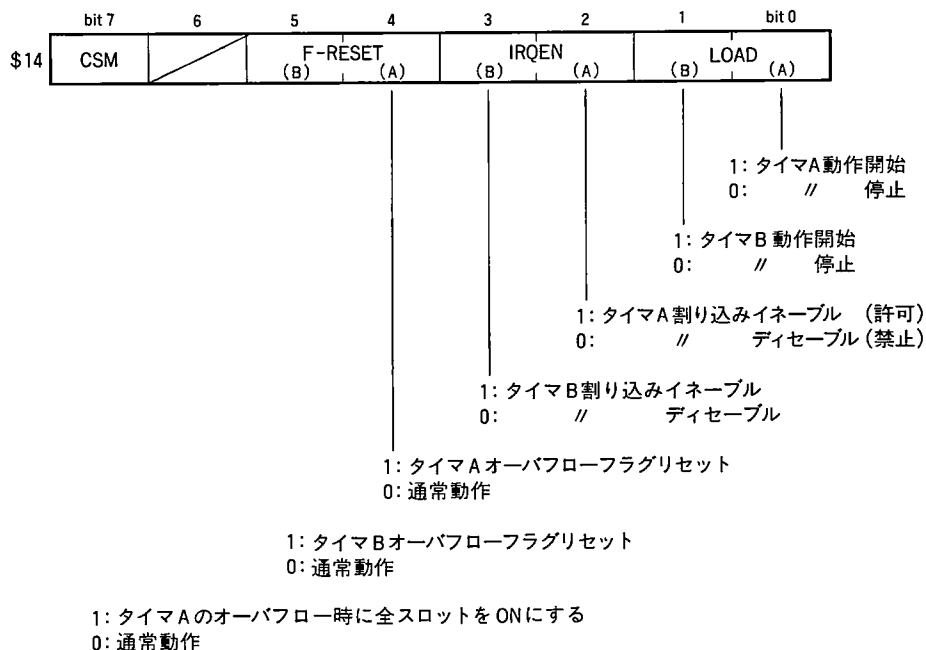 bit 7 6 5 4 3 2 1 bit 0
$14 CSM F-RESET IRQEN LOAD
(B) (A) (B) (A) (B) (A)
1: タイマA動作開始
0: 〃 停止
1: タイマB動作開始
0: 〃 停止
1: タイマA割り込みイネーブル (許可)
0: 〃 ディセーブル(禁止)
1: タイマB割り込みイネーブル
0: 〃 ディセーブル
1: タイマAオーバフローフラグリセット
0: 通常動作
1: タイマBオーバフローフラグリセット
0: 通常動作
1: タイマAのオーバフロー時に全スロットをONにする
0: 通常動作